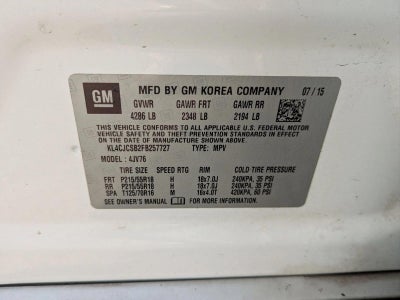 GM
MFD BY GM KOREA COMPANY 07/15
GVWR GAWR FRT GAWR RR
4286 LB 2348 LB 2194 LB
THIS VEHICLE CONFORMS TO ALL APPLICABLE U.S. FEDERAL MOTOR
VEHICLE SAFETY AND THEFT PREVENTION STANDARDS IN EFFECT
ON THE DATE OF MANUFACTURE SHOWN ABOVE.
KL4CJCSB2FB257727 TYPE: MPV
MODEL: 4JV76
TIRE SIZE SPEED RTG RIM COLD TIRE PRESSURE
FRT P215/55R18 H 18x7.0J 240KPA, 35 PSI
RR P215/55R18 H 18x7.0J 240KPA, 35 PSI
SPA T125/70R16 M 16x4.0T 420KPA, 60 PSI
SEE OWNER MANUAL FOR MORE INFORMATION.